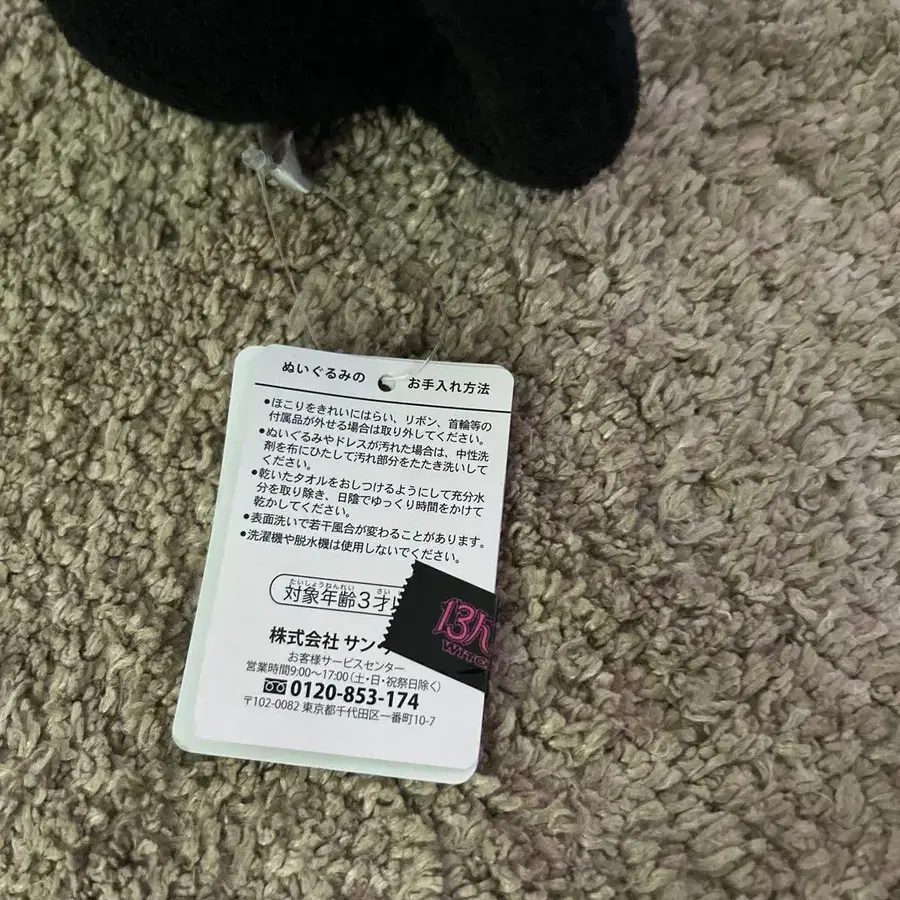 ぬいぐるみの お手入れ方法
●ほこりをきれいにはらい、リボン、首輪等の
付属品が外せる場合は取り外してください。
●ぬいぐるみやドレスが汚れた場合は、中性洗
剤を布にひたして汚れ部分をたたき洗いして
ください。
●乾いたタオルをおしつけるようにして充分水
分を取り除き、日陰でゆっくり時間をかけて
乾かしてください。
●表面洗いで若干風合が変わることがあります。
●洗濯機や脱水機は使用しないでください。
たいしょうねんれい さい
対象年齢3才
株式会社 サン
お客様サービスセンター
営業時間9:00〜17:00(土・日・祝祭日除く)
0120-853-174
〒102-0082 東京都千代田区一番町10-7
13